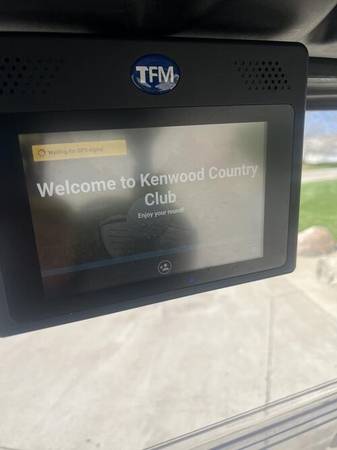 TFM
Waiting for GPS signal
Welcome to Kenwood Country
Club
Enjoy your round!